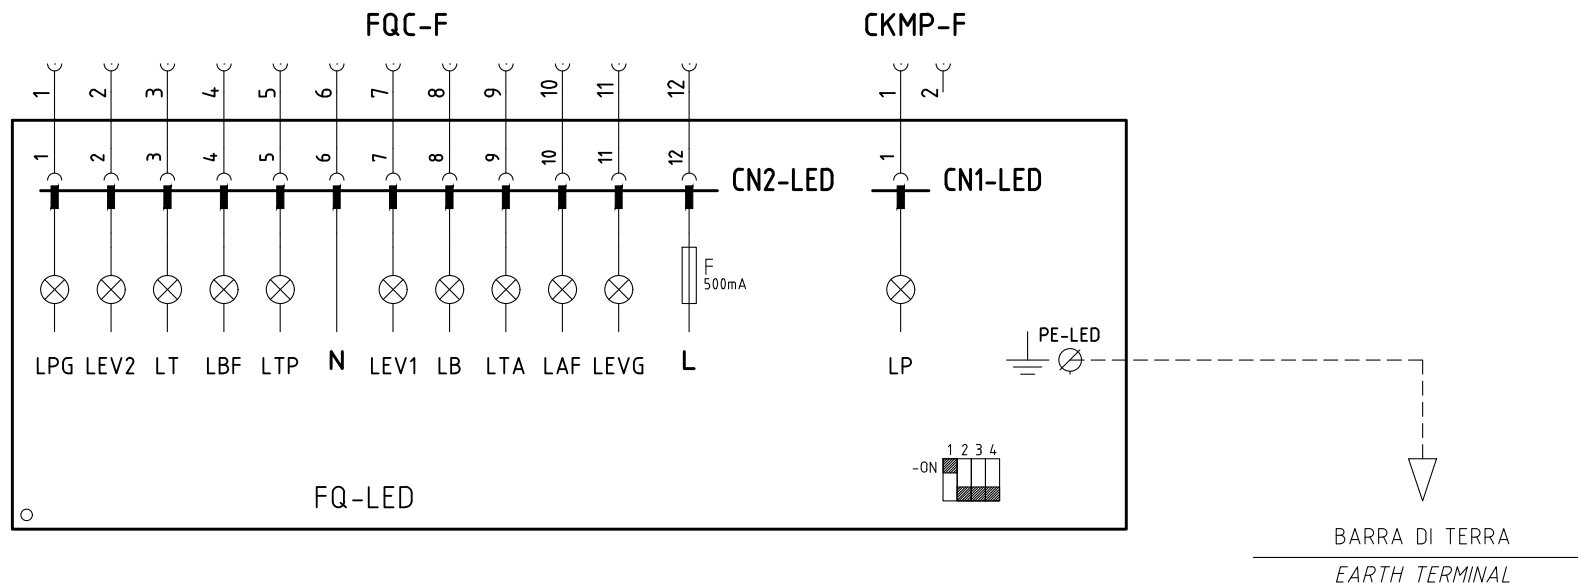 FQC-F CKMP-F
1 2 3 4 5 6 7 8 9 10 11 12 1 2
1 2 3 4 5 6 7 8 9 10 11 12 CN2-LED 1 CN1-LED
F
500mA
PE-LED
LPG LEV2 LT LBF LTP N LEV1 LB LTA LAF LEVG L LP
1 2 3 4
-ON
FQ-LED
BARRA DI TERRA
EARTH TERMINAL